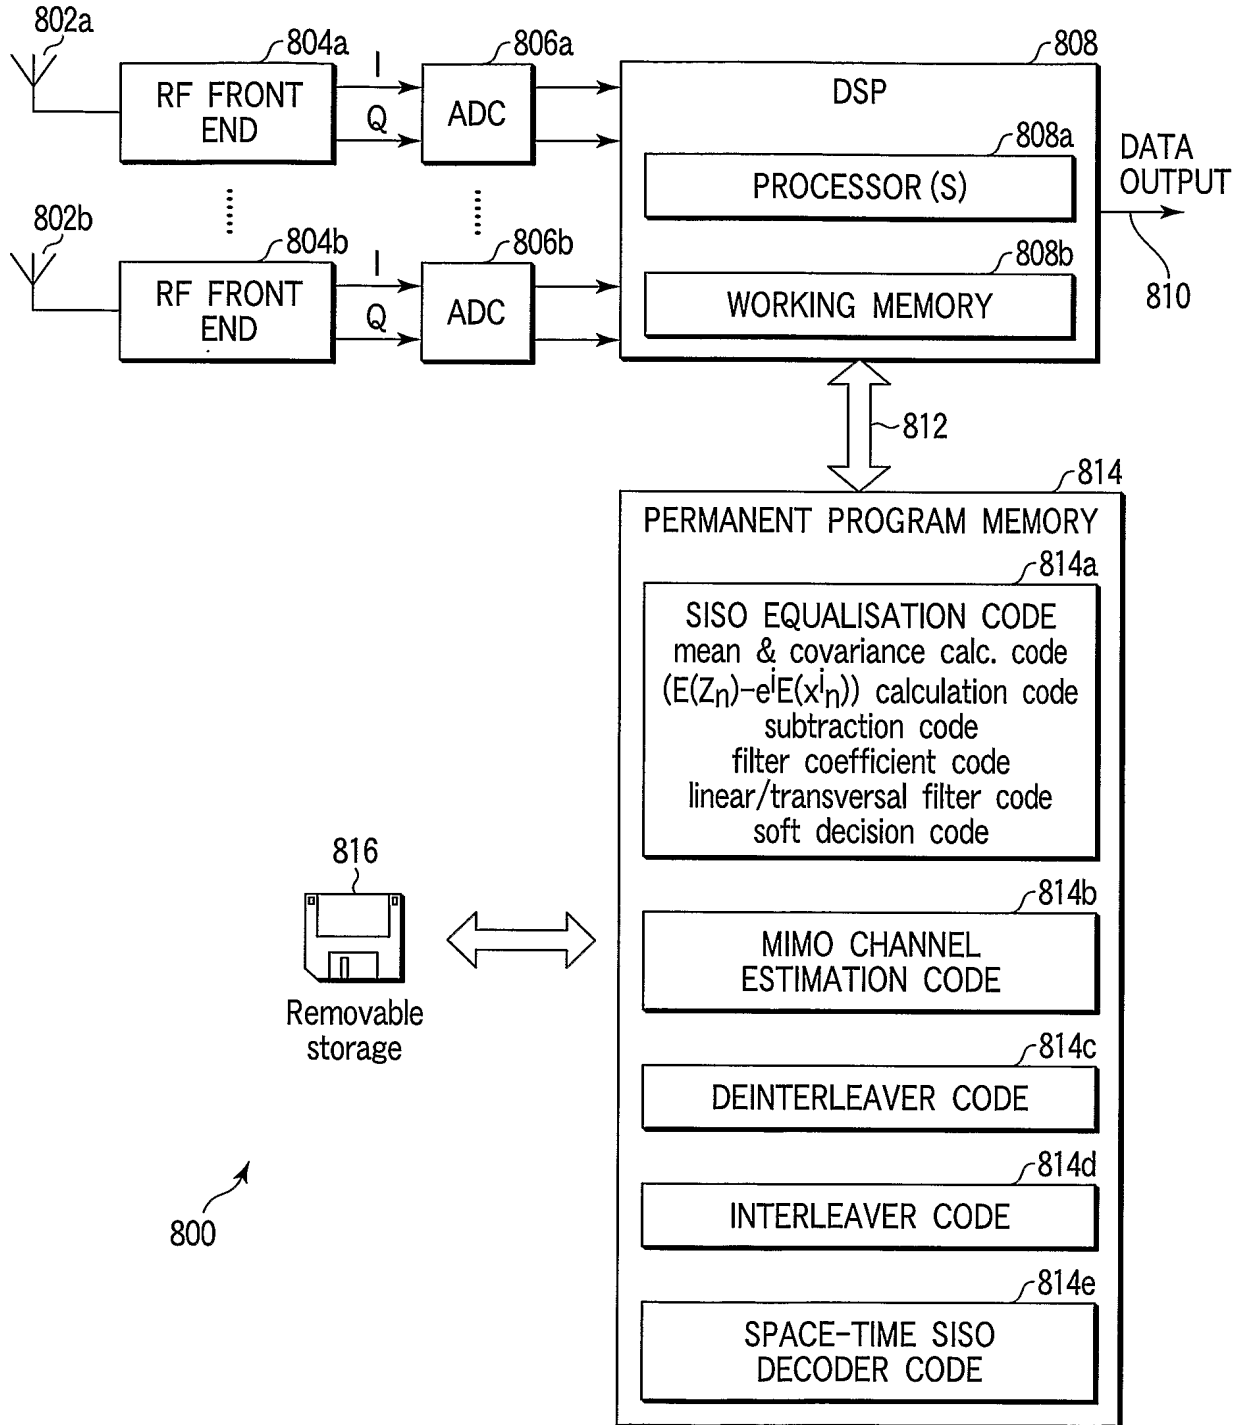 802a
804a
I
806a
808
RF FRONT
END
Q
ADC
DSP
808a
PROCESSOR(S)
DATA
OUTPUT
802b
804b
I
806b
808b
RF FRONT
END
Q
ADC
WORKING MEMORY
810
812
814
PERMANENT PROGRAM MEMORY
814a
SISO EQUALISATION CODE
mean & covariance calc. code
(E(Zn)-e^jE(x^j_n)) calculation code
subtraction code
filter coefficient code
linear/transversal filter code
soft decision code
816
Removable
storage
814b
MIMO CHANNEL
ESTIMATION CODE
814c
DEINTERLEAVER CODE
814d
INTERLEAVER CODE
814e
SPACE-TIME SISO
DECODER CODE
800